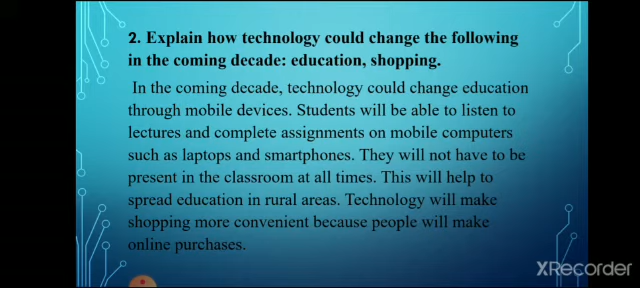 2. Explain how technology could change the following
in the coming decade: education, shopping.
In the coming decade, technology could change education
through mobile devices. Students will be able to listen to
lectures and complete assignments on mobile computers
such as laptops and smartphones. They will not have to be
present in the classroom at all times. This will help to
spread education in rural areas. Technology will make
shopping more convenient because people will make
online purchases.
XRecorder